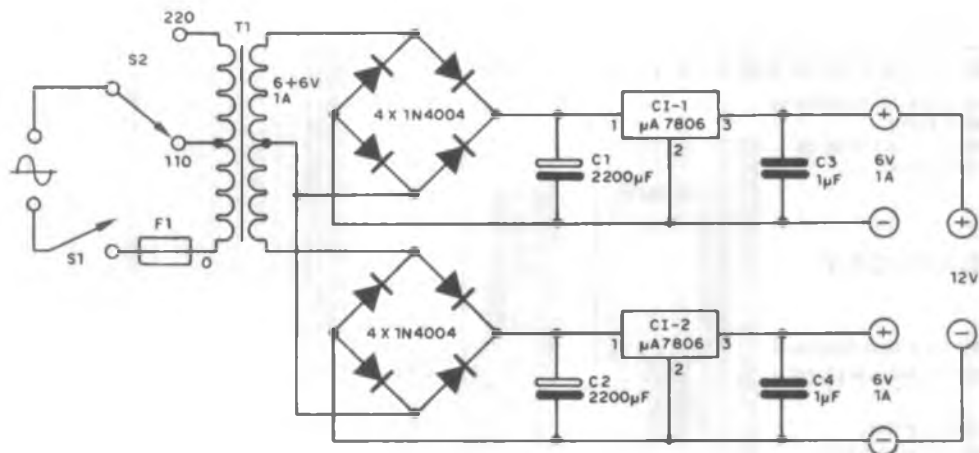 220
T1
S2
6+6V
1A
110
F1
S1
0
4 X 1N4004
CI-1
µA 7806
1
3
2
C1
2200µF
C3
1µF
+
6V
1A
−
+
12V
−
4 X 1N4004
CI-2
µA7806
1
3
2
C2
2200µF
C4
1µF
+
6V
1A
−